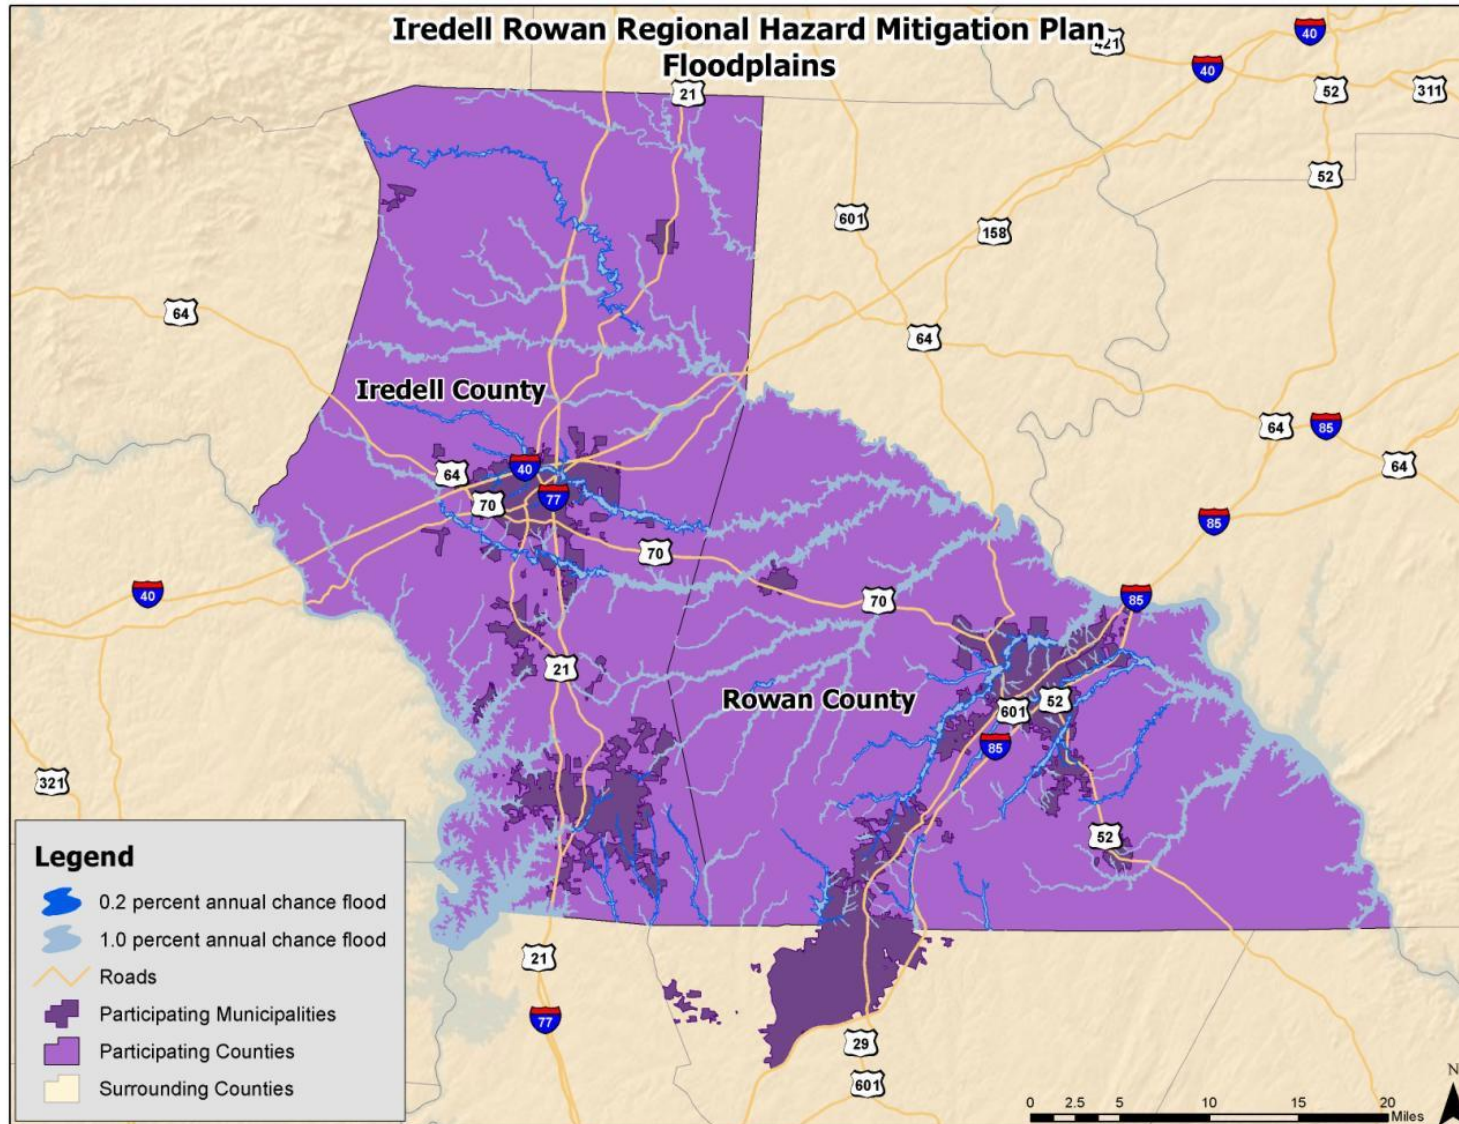 Iredell Rowan Regional Hazard Mitigation Plan
Floodplains
421
40
40
52
311
21
52
601
158
64
64
Iredell County
64
85
64
64
40
77
70
85
70
40
70
85
21
Rowan County
601
52
85
321
52
Legend
0.2 percent annual chance flood
1.0 percent annual chance flood
Roads
Participating Municipalities
Participating Counties
Surrounding Counties
21
77
29
601
N
0 2.5 5 10 15 20
Miles